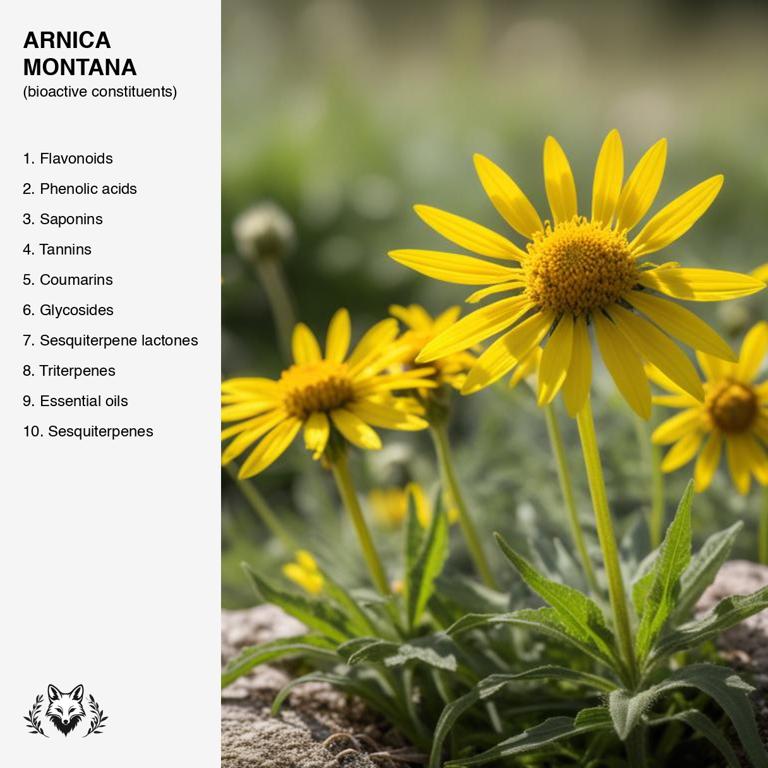 ARNICA
MONTANA
(bioactive constituents)
1. Flavonoids
2. Phenolic acids
3. Saponins
4. Tannins
5. Coumarins
6. Glycosides
7. Sesquiterpene lactones
8. Triterpenes
9. Essential oils
10. Sesquiterpenes